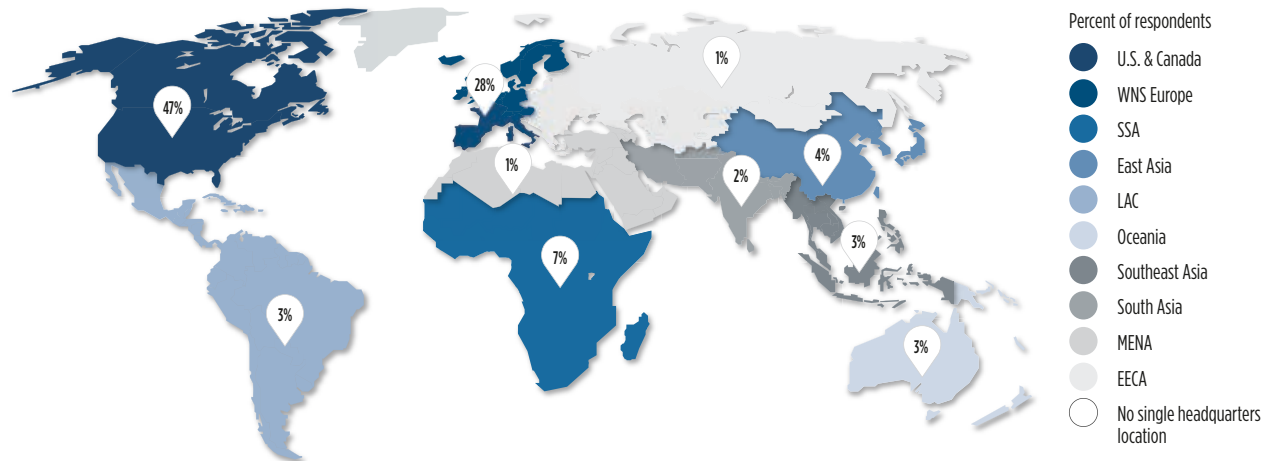 Percent of respondents
U.S. & Canada
WNS Europe
SSA
East Asia
LAC
Oceania
Southeast Asia
South Asia
MENA
EECA
No single headquarters
location
47%
28%
1%
1%
4%
2%
3%
7%
3%
3%